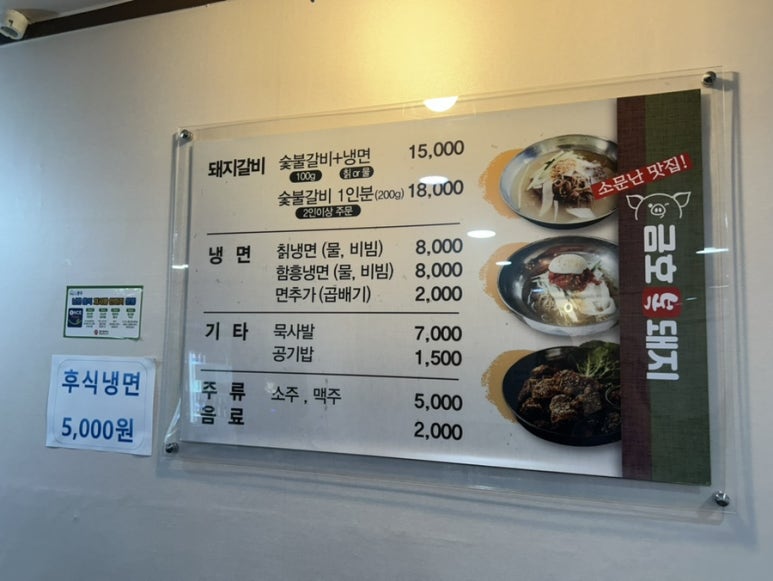 돼지갈비 숯불갈비+냉면 15,000
100g 칡or물
숯불갈비 1인분(200g) 18,000
2인이상 주문
냉 면 칡냉면 (물, 비빔) 8,000
함흥냉면 (물, 비빔) 8,000
면추가 (곱배기) 2,000
기 타 묵사발 7,000
공기밥 1,500
주 류 소주 , 맥주 5,000
음 료 2,000
소문난 맛집!
금호
돼지
후식냉면
5,000원